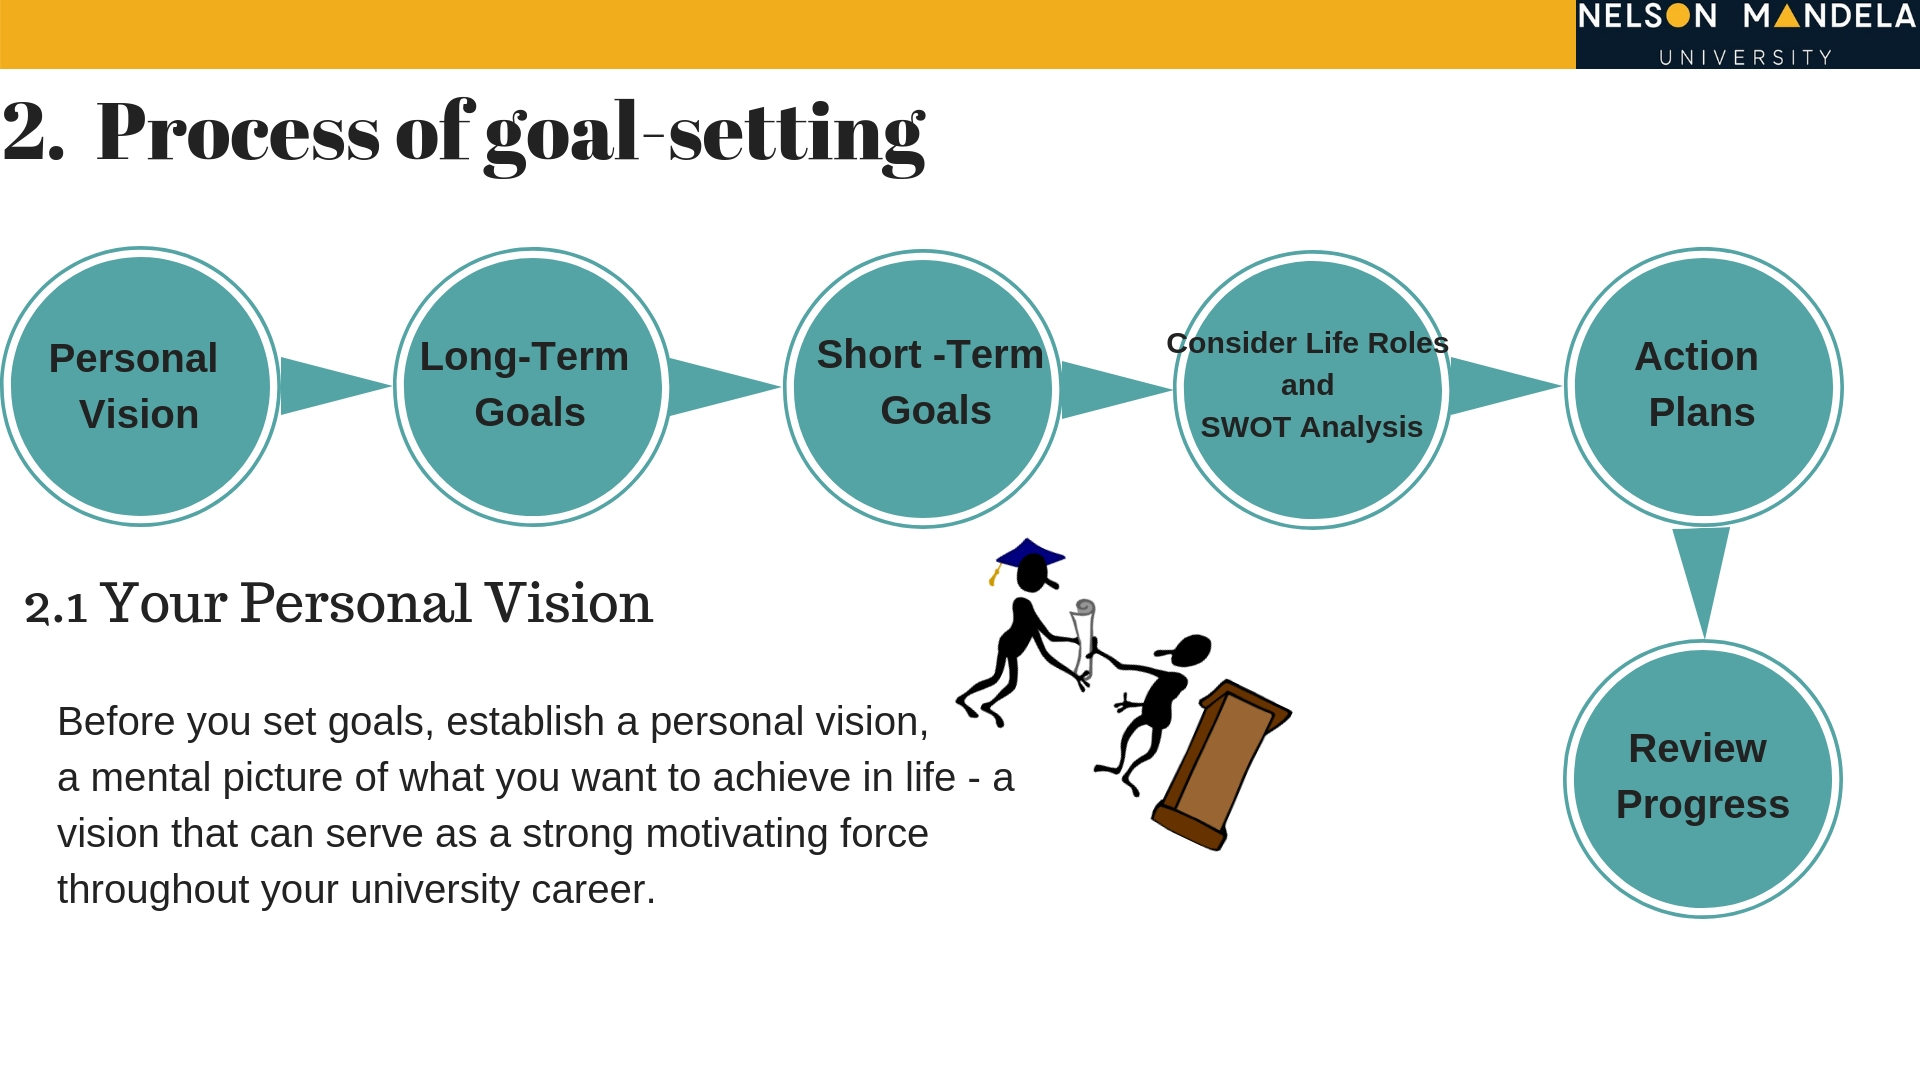 NELSON MANDELA
UNIVERSITY
2. Process of goal-setting
Personal
Vision
Long-Term
Goals
Short -Term
Goals
Consider Life Roles
and
SWOT Analysis
Action
Plans
Review
Progress
2.1 Your Personal Vision
Before you set goals, establish a personal vision,
a mental picture of what you want to achieve in life - a
vision that can serve as a strong motivating force
throughout your university career.